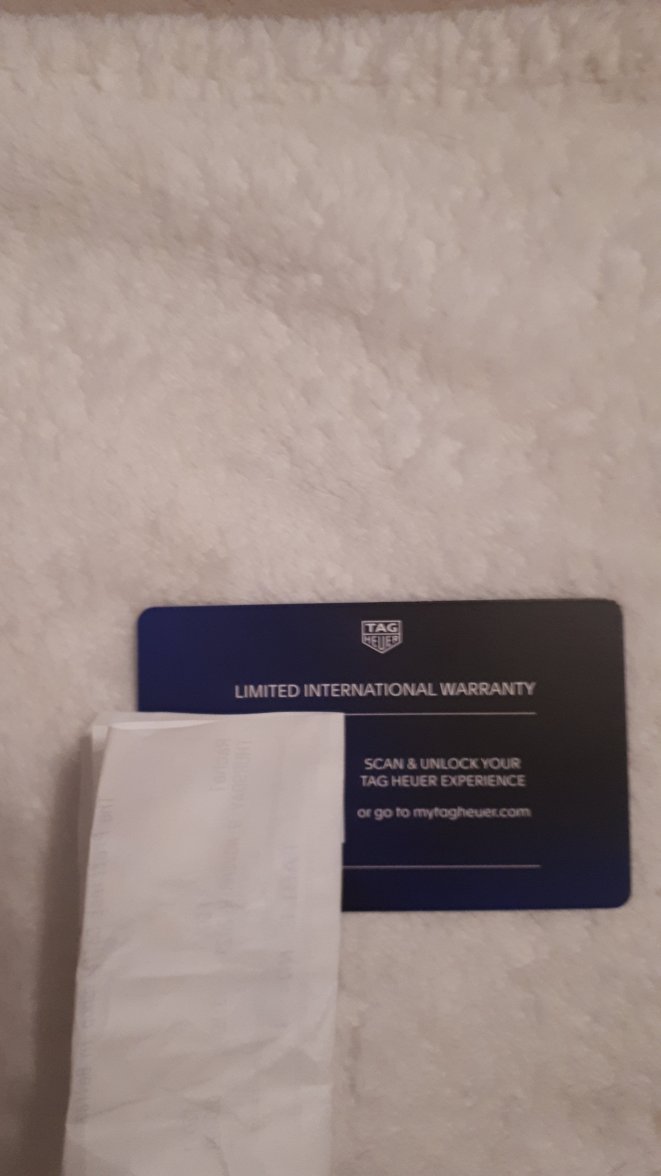 TAG
HEUER
LIMITED INTERNATIONAL WARRANTY
SCAN & UNLOCK YOUR
TAG HEUER EXPERIENCE
or go to mytagheuer.com